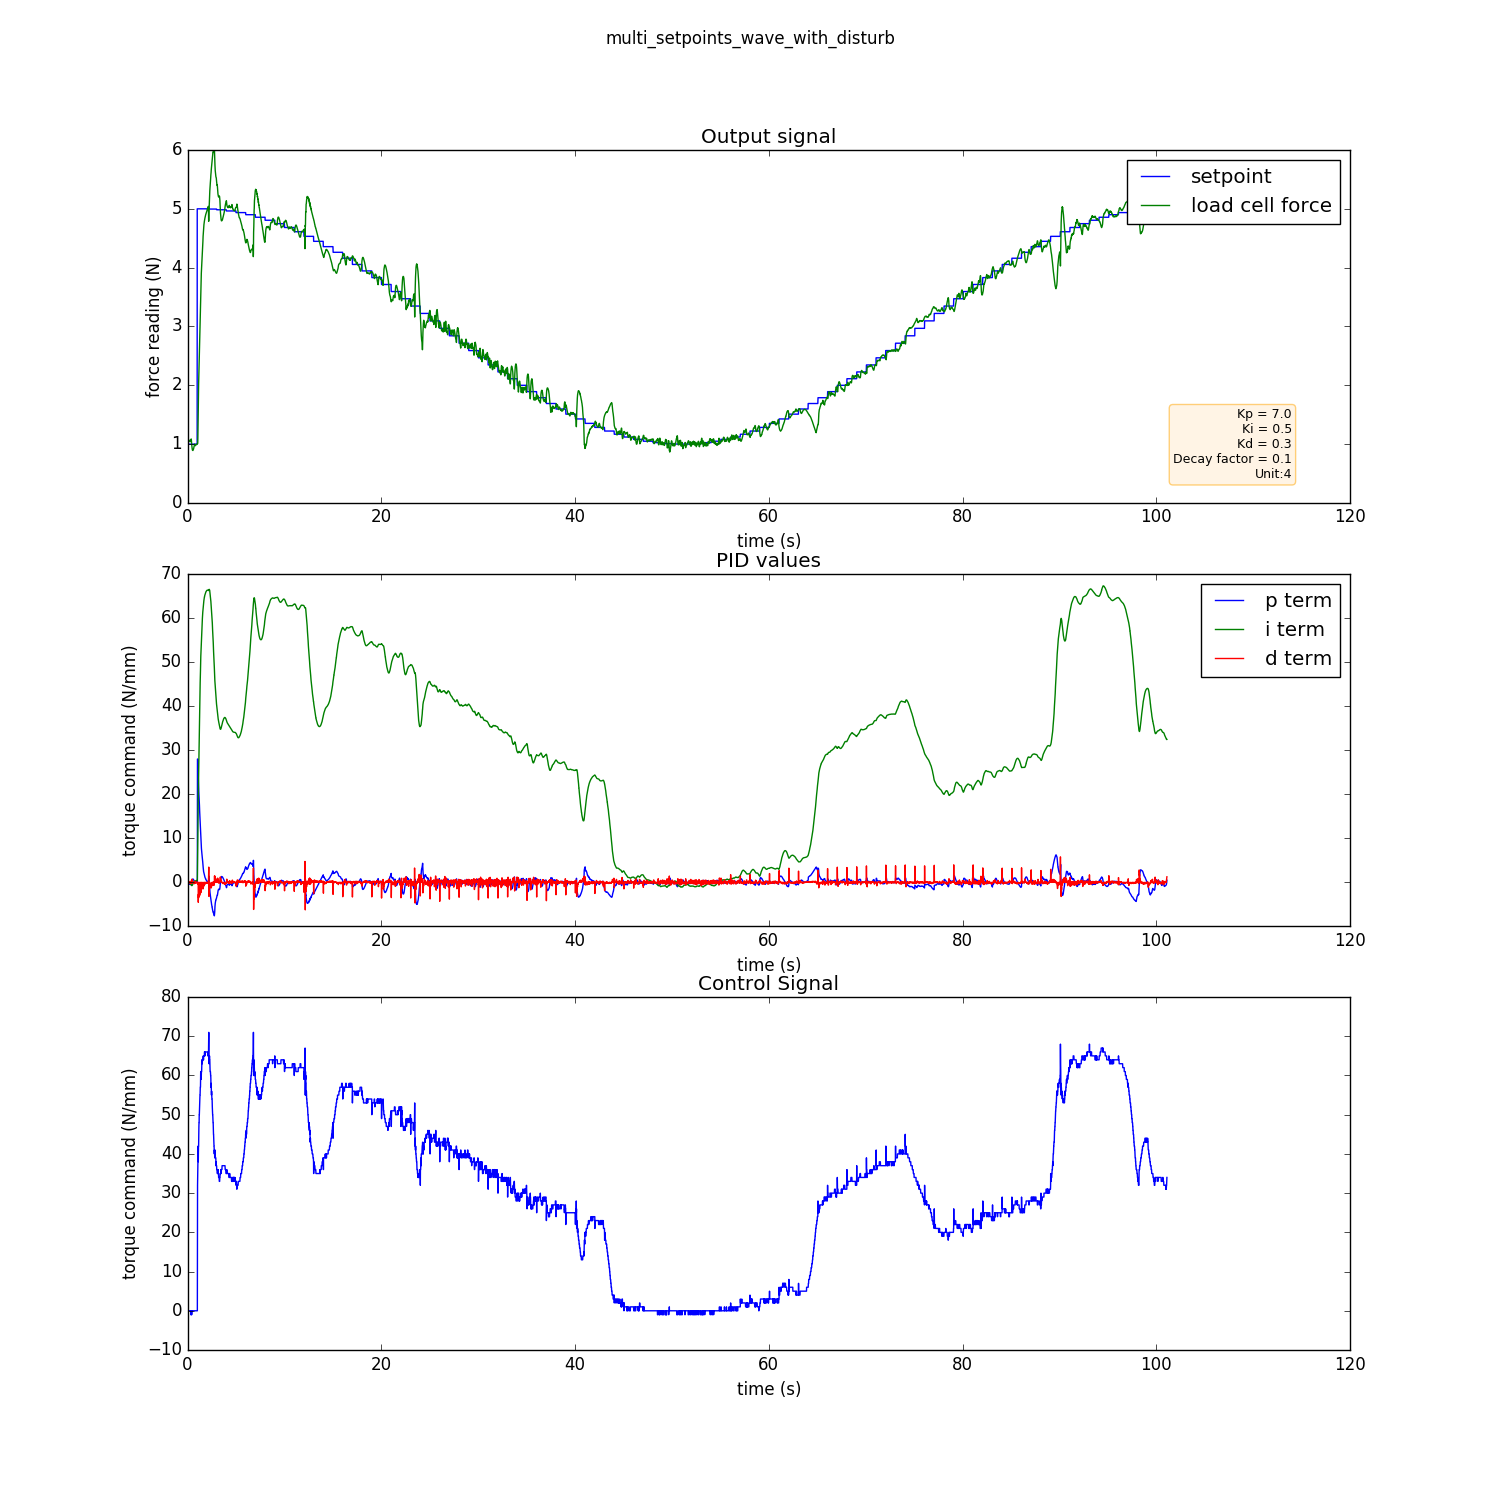 multi_setpoints_wave_with_disturb
Output signal
6
5
4
3
2
1
0
force reading (N)
setpoint
load cell force
Kp = 7.0
Ki = 0.5
Kd = 0.3
Decay factor = 0.1
Unit:4
0 20 40 60 80 100 120
time (s)
PID values
70
60
50
40
30
20
10
0
−10
torque command (N/mm)
p term
i term
d term
0 20 40 60 80 100 120
time (s)
Control Signal
80
70
60
50
40
30
20
10
0
−10
torque command (N/mm)
0 20 40 60 80 100 120
time (s)